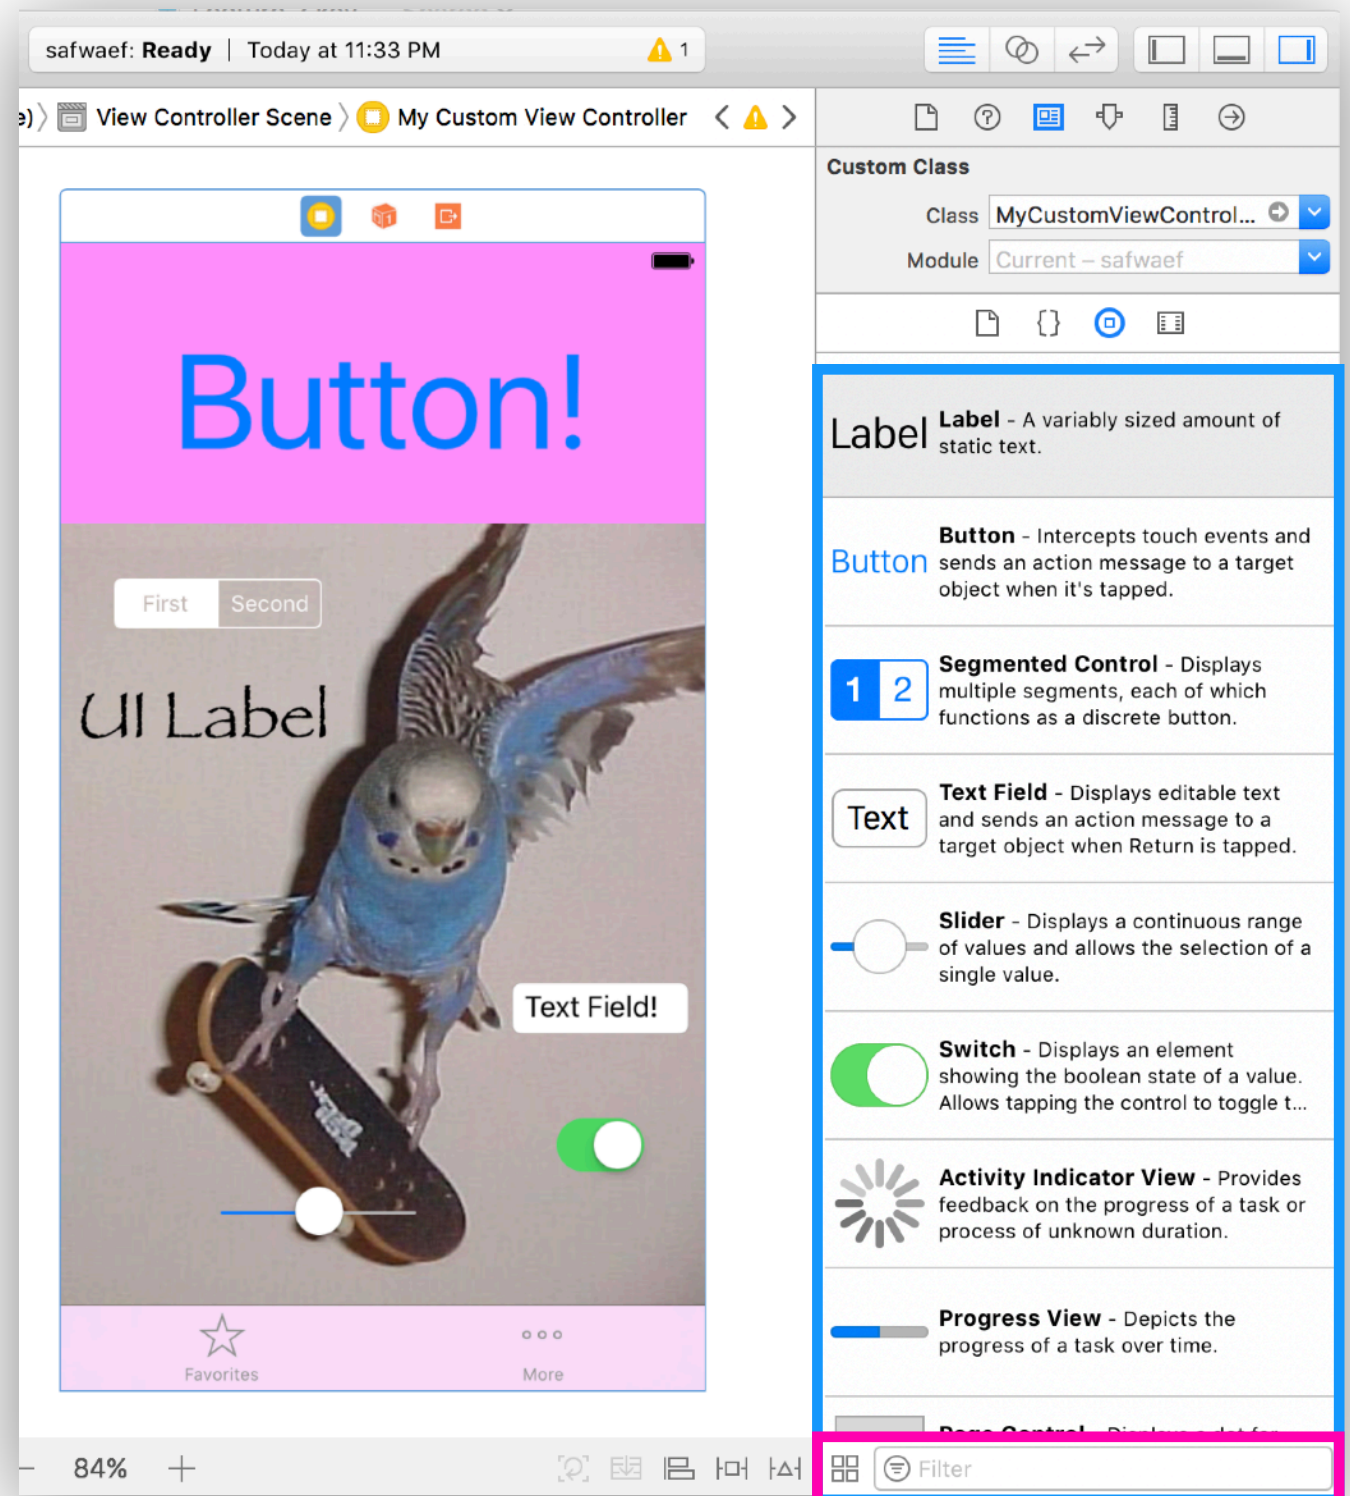 safwaef: Ready | Today at 11:33 PM
1
e) 〉 View Controller Scene 〉 My Custom View Controller
Custom Class
Class MyCustomViewControl...
Module Current – safwaef
Button!
First Second
UI Label
Text Field!
Favorites More
Label Label - A variably sized amount of
static text.
Button - Intercepts touch events and
Button sends an action message to a target
object when it's tapped.
Segmented Control - Displays
1 2 multiple segments, each of which
functions as a discrete button.
Text Field - Displays editable text
Text and sends an action message to a
target object when Return is tapped.
Slider - Displays a continuous range
of values and allows the selection of a
single value.
Switch - Displays an element
showing the boolean state of a value.
Allows tapping the control to toggle t...
Activity Indicator View - Provides
feedback on the progress of a task or
process of unknown duration.
Progress View - Depicts the
progress of a task over time.
Page Control - Displays a dot for
84%
Filter